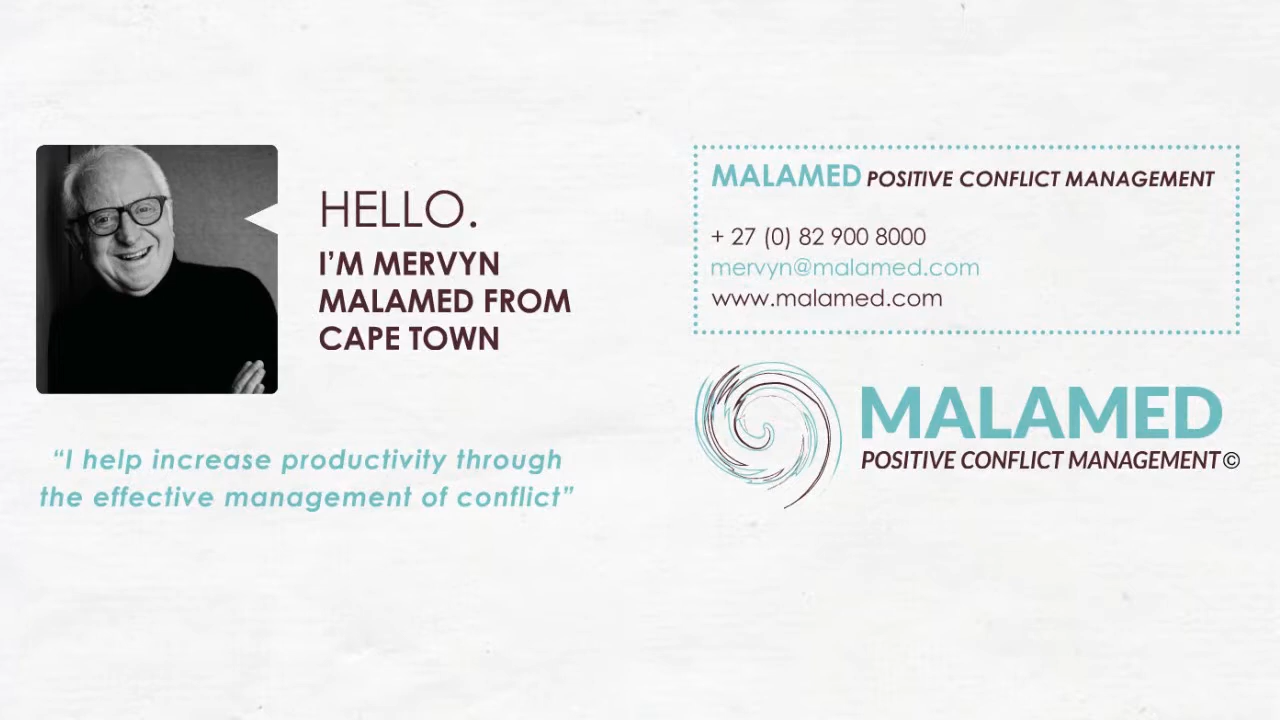 HELLO.
I'M MERVYN
MALAMED FROM
CAPE TOWN
“I help increase productivity through
the effective management of conflict”
MALAMED POSITIVE CONFLICT MANAGEMENT
+ 27 (0) 82 900 8000
mervyn@malamed.com
www.malamed.com
MALAMED
POSITIVE CONFLICT MANAGEMENT©